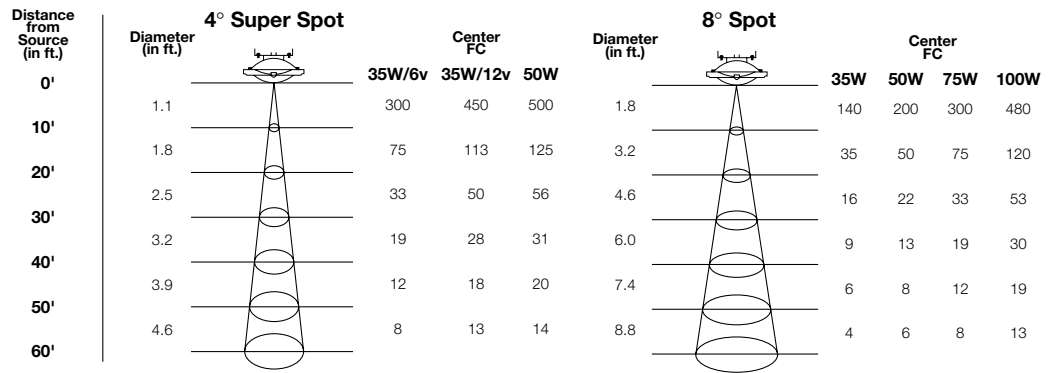 Distance
from
Source
(in ft.)
0'
10'
20'
30'
40'
50'
60'
4° Super Spot
Diameter
(in ft.)
Center
FC
35W/6v 35W/12v 50W
1.1 300 450 500
1.8 75 113 125
2.5 33 50 56
3.2 19 28 31
3.9 12 18 20
4.6 8 13 14
8° Spot
Diameter
(in ft.)
Center
FC
35W 50W 75W 100W
1.8 140 200 300 480
3.2 35 50 75 120
4.6 16 22 33 53
6.0 9 13 19 30
7.4 6 8 12 19
8.8 4 6 8 13